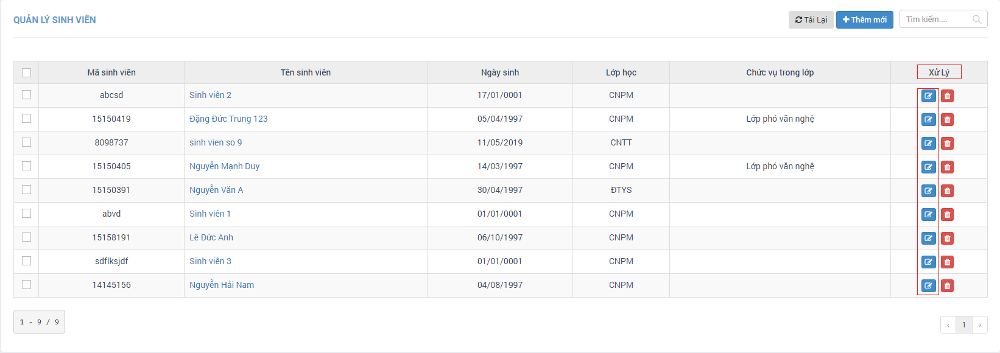 QUẢN LÝ SINH VIÊN
Tải Lại Thêm mới Tìm kiếm....
Mã sinh viên Tên sinh viên Ngày sinh Lớp học Chức vụ trong lớp Xử Lý
abcsd Sinh viên 2 17/01/0001 CNPM
15150419 Đặng Đức Trung 123 05/04/1997 CNPM Lớp phó văn nghệ
8098737 sinh vien so 9 11/05/2019 CNTT
15150405 Nguyễn Mạnh Duy 14/03/1997 CNPM Lớp phó văn nghệ
15150391 Nguyễn Văn A 30/04/1997 ĐTYS
abvd Sinh viên 1 01/01/0001 CNPM
15158191 Lê Đức Anh 06/10/1997 CNPM
sdflksjdf Sinh viên 3 01/01/0001 CNPM
14145156 Nguyễn Hải Nam 04/08/1997 CNPM
1 - 9 / 9 ‹ 1 ›